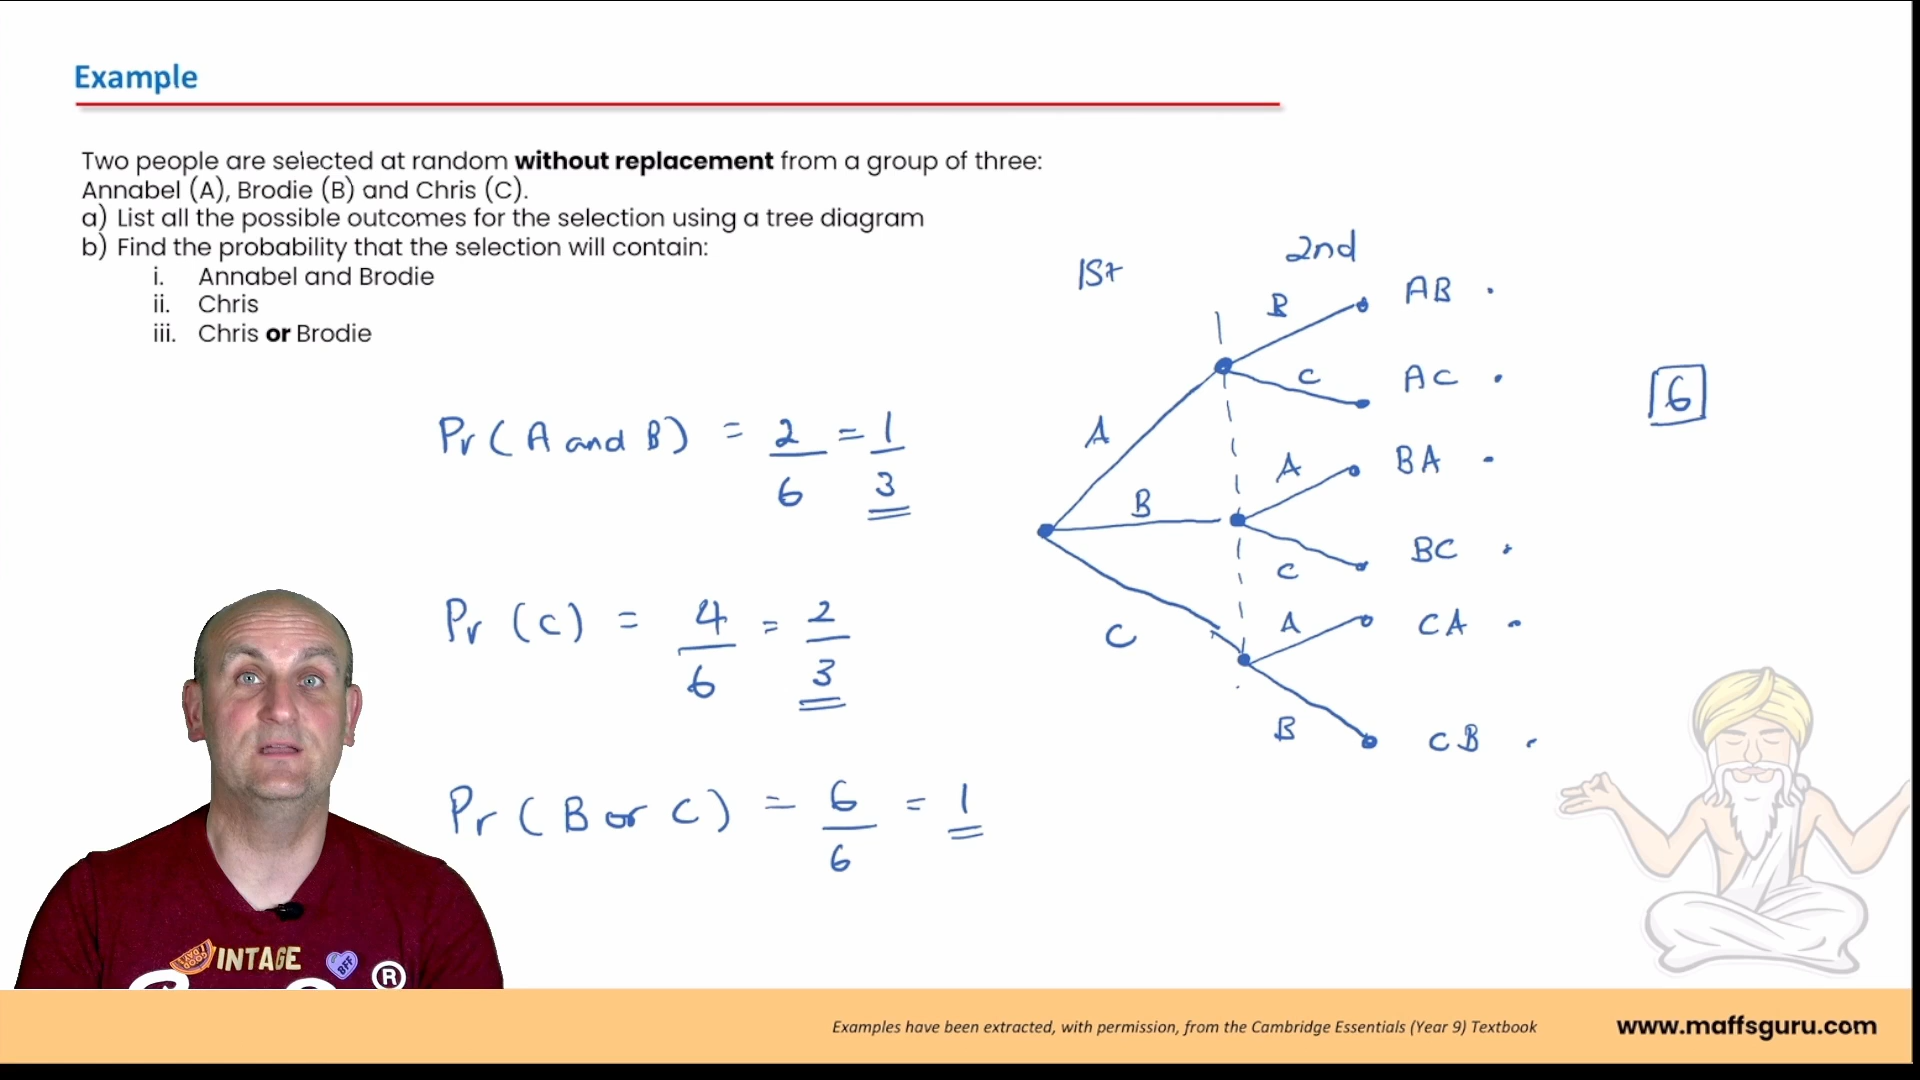 Example
Two people are selected at random without replacement from a group of three:
Annabel (A), Brodie (B) and Chris (C).
a) List all the possible outcomes for the selection using a tree diagram
b) Find the probability that the selection will contain:
i. Annabel and Brodie
ii. Chris
iii. Chris or Brodie
1st 2nd
B AB
C AC
A
6
A BA
B
C BC
A CA
C
B CB
Pr (A and B) = 2/6 = 1/3
Pr (C) = 4/6 = 2/3
Pr (B or C) = 6/6 = 1
VINTAGE BFF
®
Examples have been extracted, with permission, from the Cambridge Essentials (Year 9) Textbook
www.maffsguru.com